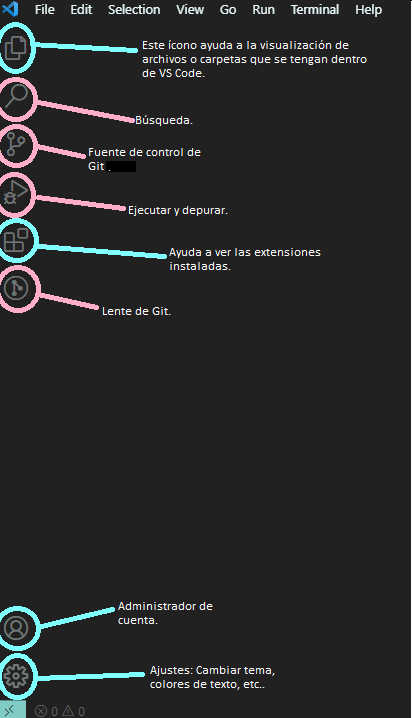 File Edit Selection View Go Run Terminal Help
Este ícono ayuda a la visualización de
archivos o carpetas que se tengan dentro
de VS Code.
Búsqueda.
Fuente de control de
Git .
Ejecutar y depurar.
Ayuda a ver las extensiones
instaladas.
Lente de Git.
Administrador de
cuenta.
Ajustes: Cambiar tema,
colores de texto, etc..
0 0